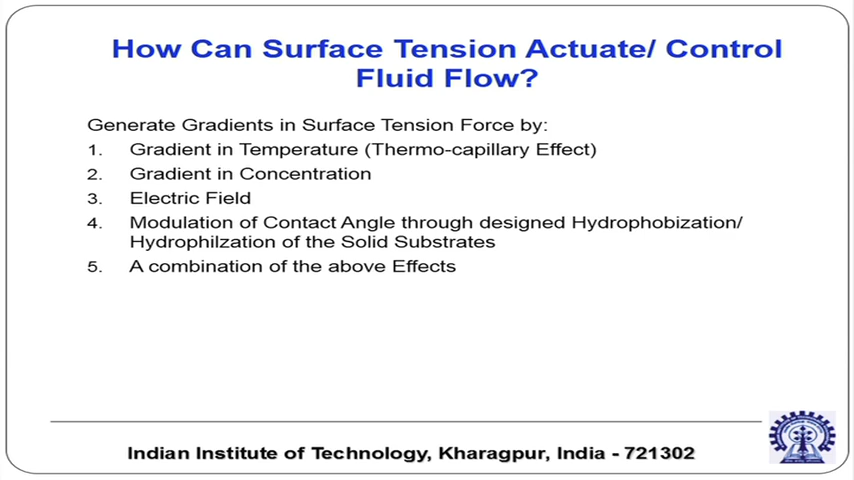 How Can Surface Tension Actuate/ Control
Fluid Flow?
Generate Gradients in Surface Tension Force by:
1. Gradient in Temperature (Thermo-capillary Effect)
2. Gradient in Concentration
3. Electric Field
4. Modulation of Contact Angle through designed Hydrophobization/
Hydrophilzation of the Solid Substrates
5. A combination of the above Effects
Indian Institute of Technology, Kharagpur, India - 721302